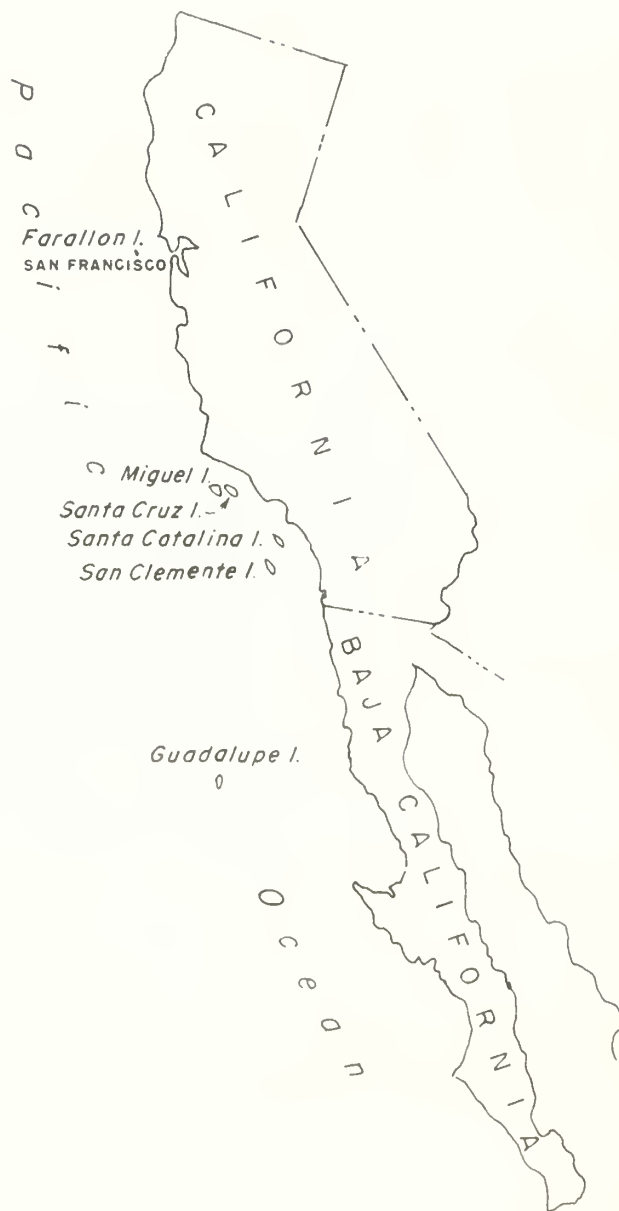 Pacific
CALIFORNIA
Farallon I.
SAN FRANCISCO
Miguel I.
Santa Cruz I.
Santa Catalina I.
San Clemente I.
BAJA CALIFORNIA
Guadalupe I.
Ocean